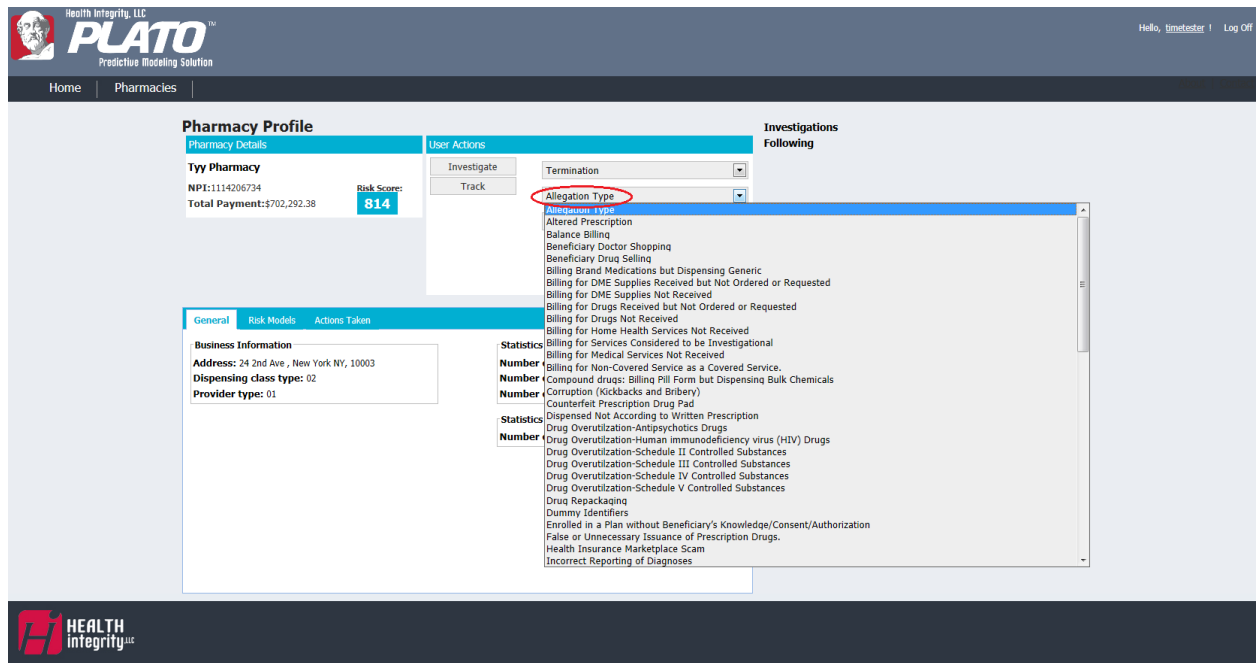 Health Integrity, LLC
PLATO™
Predictive Modeling Solution
Hello, timetester ! Log Off
Home Pharmacies
Pharmacy Profile
Pharmacy Details
Tyy Pharmacy
NPI:1114206734
Total Payment:$702,292.38
Risk Score:
814
User Actions
Investigate
Track
Termination
Allegation Type
Allegation Type
Altered Prescription
Balance Billing
Beneficiary Doctor Shopping
Beneficiary Drug Selling
Billing Brand Medications but Dispensing Generic
Billing for DME Supplies Received but Not Ordered or Requested
Billing for DME Supplies Not Received
Billing for Drugs Received but Not Ordered or Requested
Billing for Drugs Not Received
Billing for Home Health Services Not Received
Billing for Services Considered to be Investigational
Billing for Medical Services Not Received
Billing for Non-Covered Service as a Covered Service.
Compound drugs: Billing Pill Form but Dispensing Bulk Chemicals
Corruption (Kickbacks and Bribery)
Counterfeit Prescription Drug Pad
Dispensed Not According to Written Prescription
Drug Overutilzation-Antipsychotics Drugs
Drug Overutilzation-Human immunodeficiency virus (HIV) Drugs
Drug Overutilzation-Schedule II Controlled Substances
Drug Overutilzation-Schedule III Controlled Substances
Drug Overutilzation-Schedule IV Controlled Substances
Drug Overutilzation-Schedule V Controlled Substances
Drug Repackaging
Dummy Identifiers
Enrolled in a Plan without Beneficiary's Knowledge/Consent/Authorization
False or Unnecessary Issuance of Prescription Drugs.
Health Insurance Marketplace Scam
Incorrect Reporting of Diagnoses
Investigations
Following
General Risk Models Actions Taken
Business Information
Address: 24 2nd Ave , New York NY, 10003
Dispensing class type: 02
Provider type: 01
Statistics
Number
Number
Number
Statistics
Number
HEALTH
integrity LLC